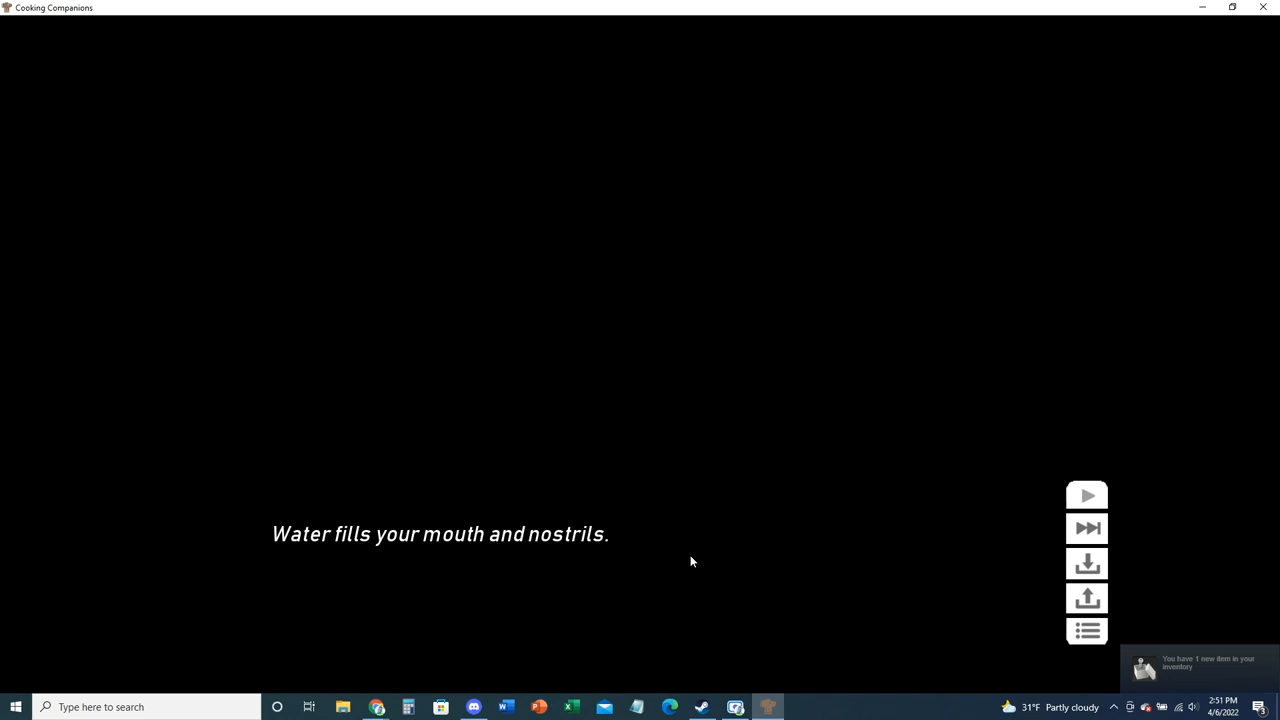 Cooking Companions
Water fills your mouth and nostrils.
You have 1 new item in your
inventory
Type here to search
31°F Partly cloudy
2:51 PM
4/6/2022